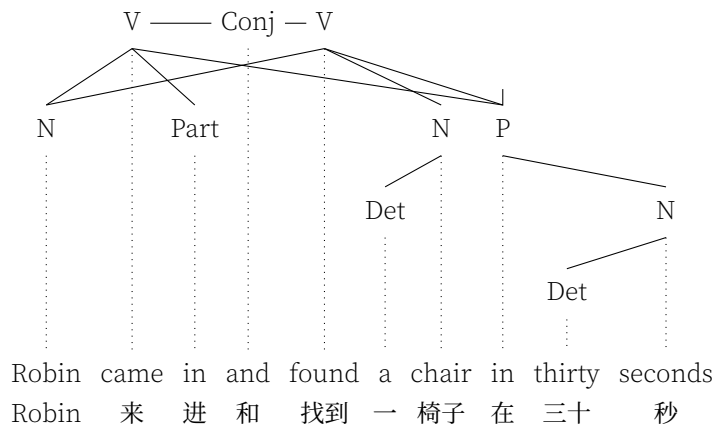 V Conj V
N Part N P
Det N
Det
Robin came in and found a chair in thirty seconds
Robin 来 进 和 找到 一 椅子 在 三十 秒